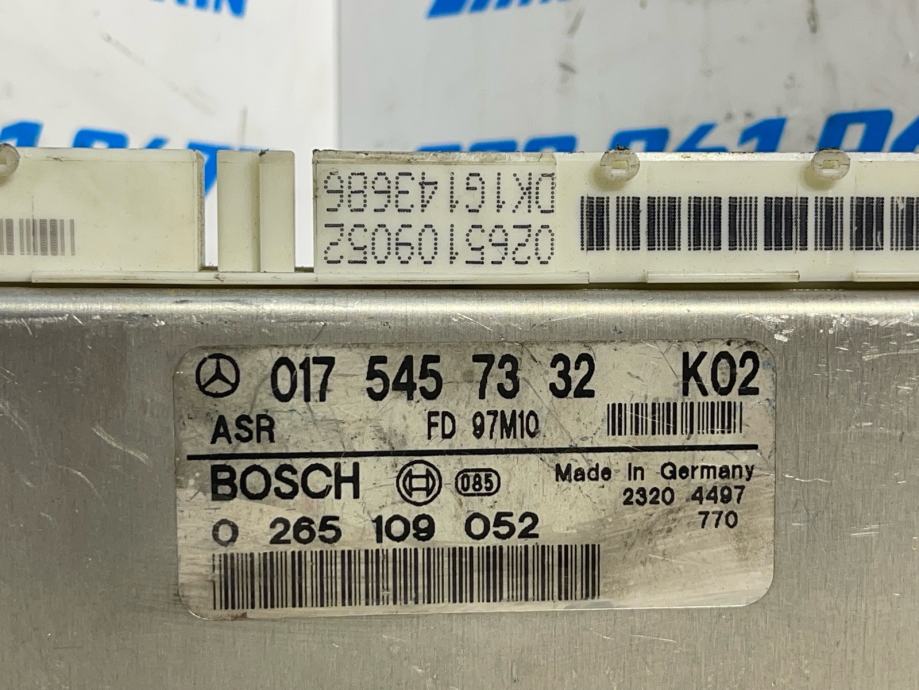 DK1G143686
0265109052
017 545 73 32 K02
ASR FD 97M10
BOSCH 085 Made in Germany
2320 4497
0 265 109 052 770